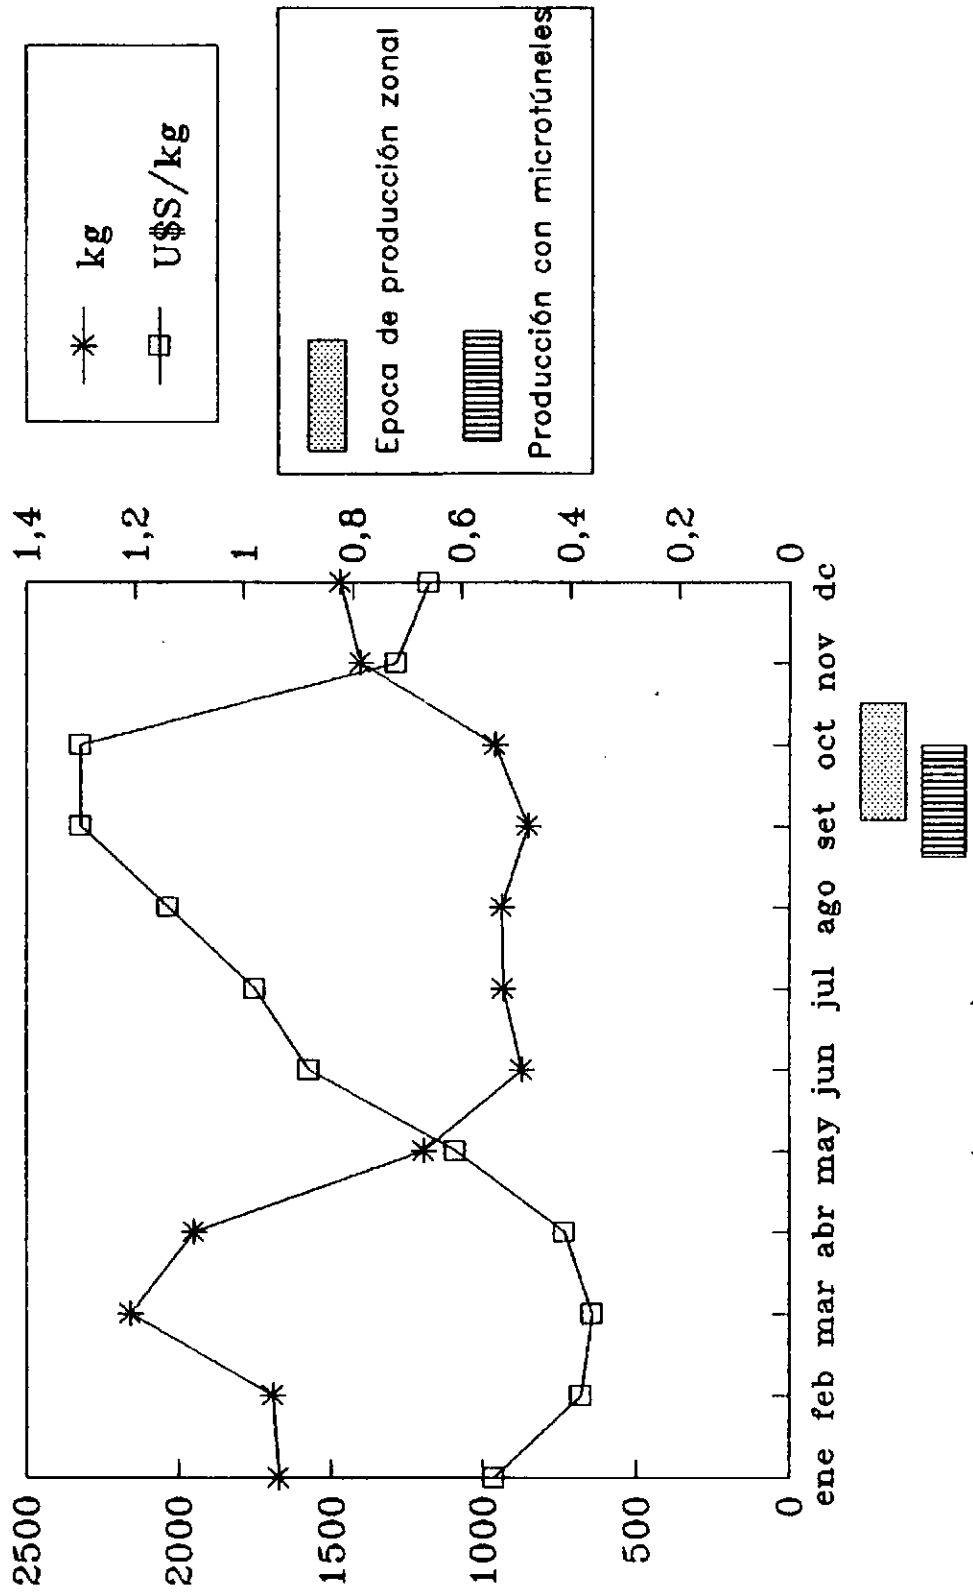 kg
U$S/kg
Epoca de producción zonal
Producción con microtúneles
2500
2000
1500
1000
500
0
1,4
1,2
1
0,8
0,6
0,4
0,2
0
ene feb mar abr may jun jul ago set oct nov dc